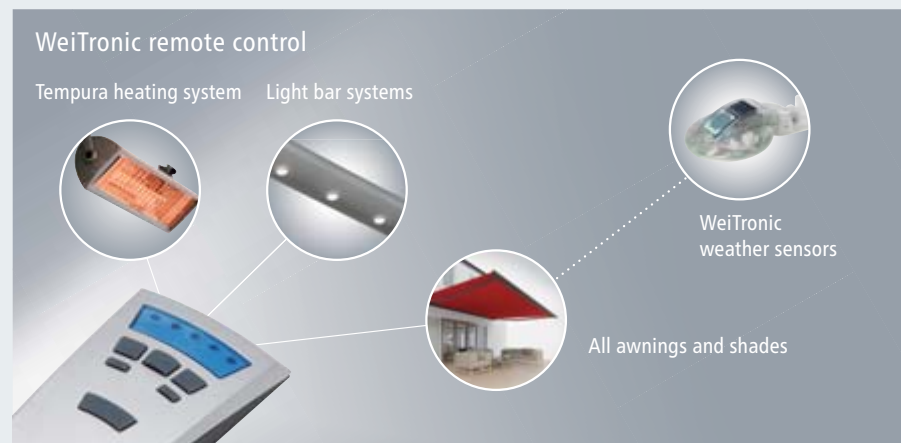 WeiTronic remote control
Tempura heating system
Light bar systems
WeiTronic
weather sensors
All awnings and shades